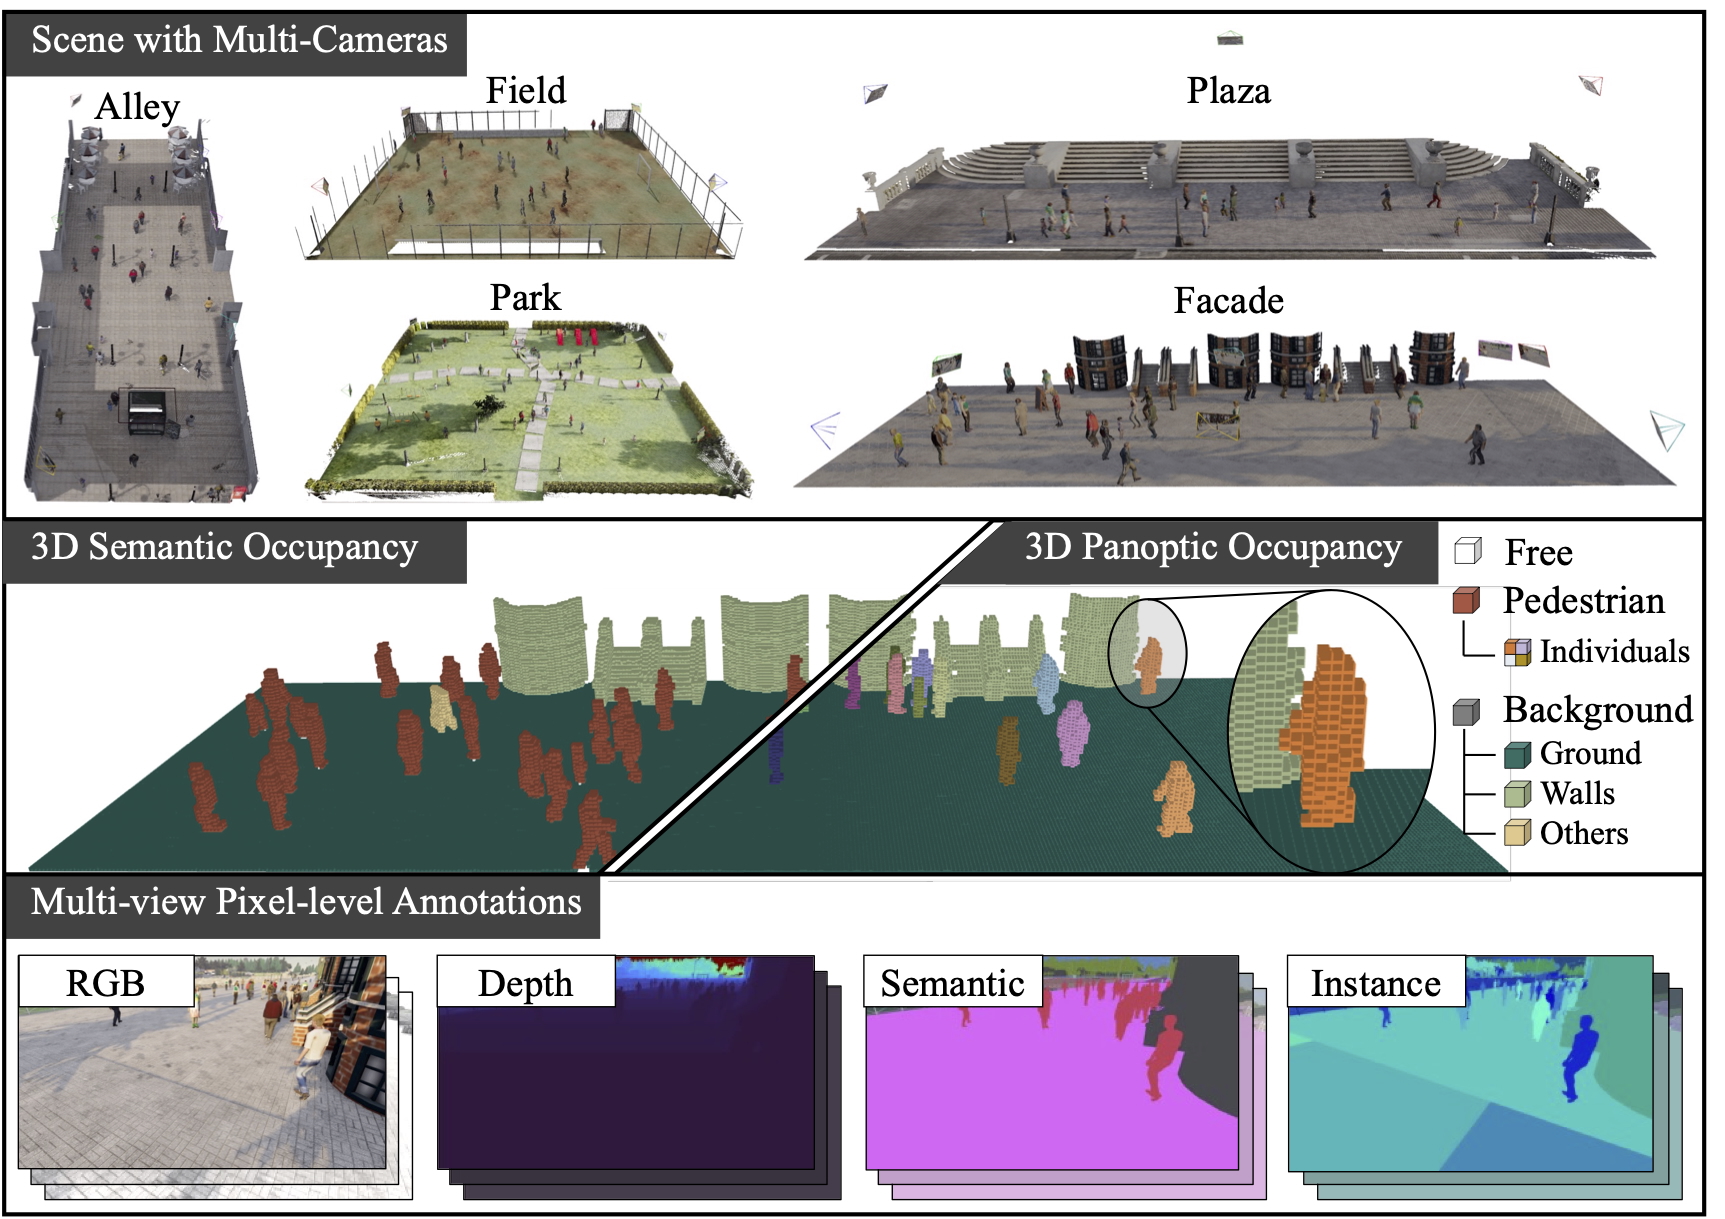 Scene with Multi-Cameras
Alley
Field
Plaza
Park
Facade
3D Semantic Occupancy
3D Panoptic Occupancy
Free
Pedestrian
Individuals
Background
Ground
Walls
Others
Multi-view Pixel-level Annotations
RGB
Depth
Semantic
Instance